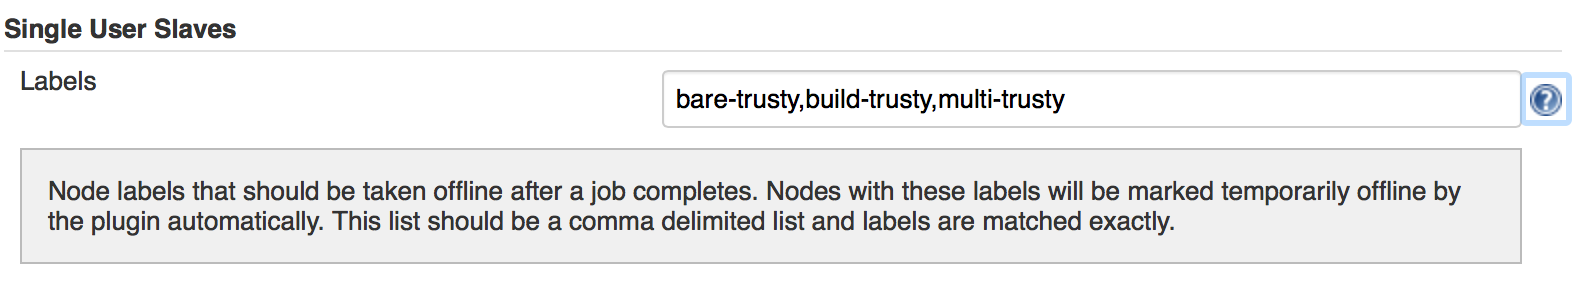 Single User Slaves
Labels
bare-trusty,build-trusty,multi-trusty
?
Node labels that should be taken offline after a job completes. Nodes with these labels will be marked temporarily offline by
the plugin automatically. This list should be a comma delimited list and labels are matched exactly.